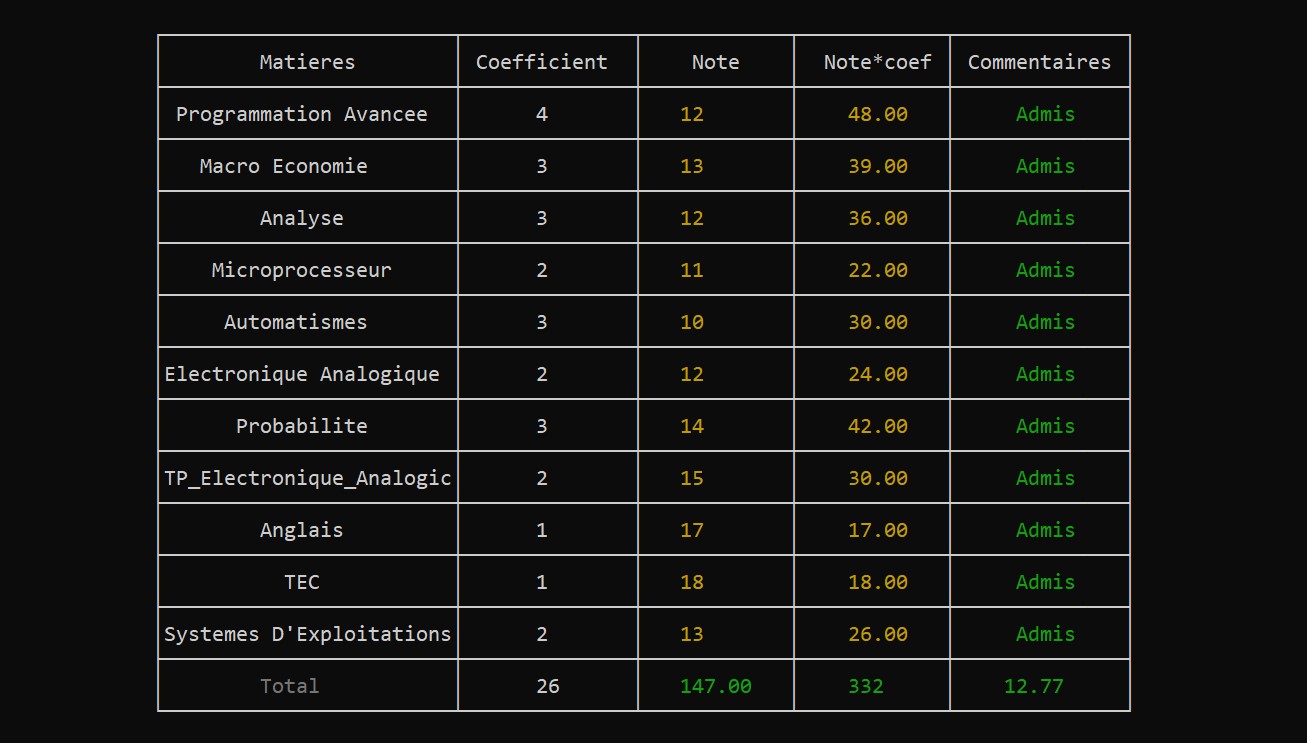 Matieres Coefficient Note Note*coef Commentaires
Programmation Avancee 4 12 48.00 Admis
Macro Economie 3 13 39.00 Admis
Analyse 3 12 36.00 Admis
Microprocesseur 2 11 22.00 Admis
Automatismes 3 10 30.00 Admis
Electronique Analogique 2 12 24.00 Admis
Probabilite 3 14 42.00 Admis
TP_Electronique_Analogic 2 15 30.00 Admis
Anglais 1 17 17.00 Admis
TEC 1 18 18.00 Admis
Systemes D'Exploitations 2 13 26.00 Admis
Total 26 147.00 332 12.77